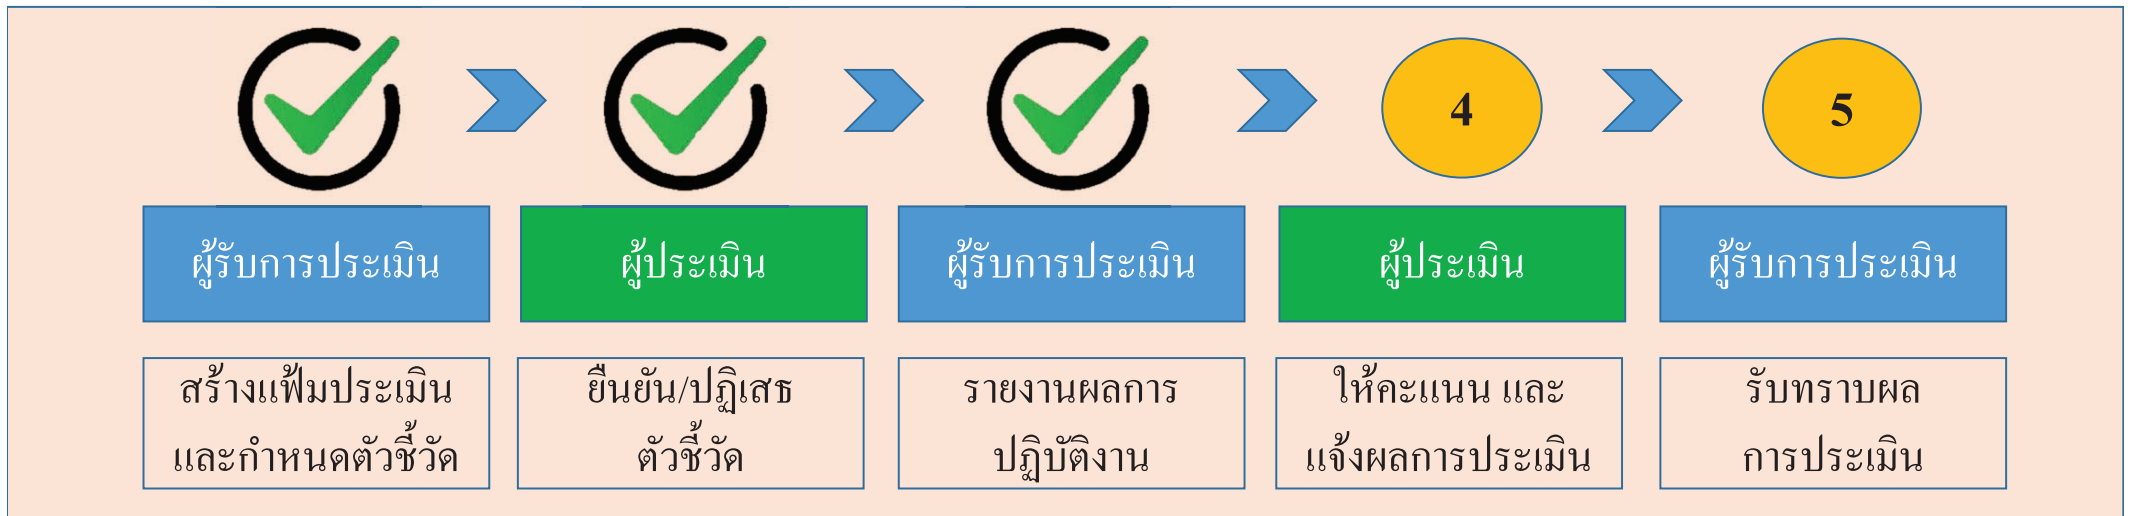 4
5
ผู้รับการประเมิน
ผู้ประเมิน
ผู้รับการประเมิน
ผู้ประเมิน
ผู้รับการประเมิน
สร้างแฟ้มประเมิน
และกำหนดตัวชี้วัด
ยืนยัน/ปฏิเสธ
ตัวชี้วัด
รายงานผลการ
ปฏิบัติงาน
ให้คะแนน และ
แจ้งผลการประเมิน
รับทราบผล
การประเมิน